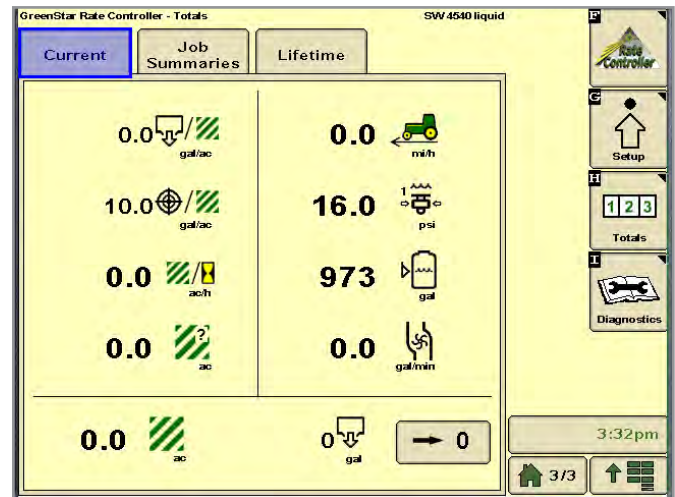 GreenStar Rate Controller - Totals
SW 4540 liquid
Current
Job
Summaries
Lifetime
0.0
gal/ac
0.0
mi/h
10.0
gal/ac
16.0
1
psi
0.0
ac/h
973
gal
0.0
?
ac
0.0
gal/min
0.0
ac
0
gal
0
F
Rate
Controller
G
Setup
H
1 2 3
Totals
I
Diagnostics
3:32pm
3/3